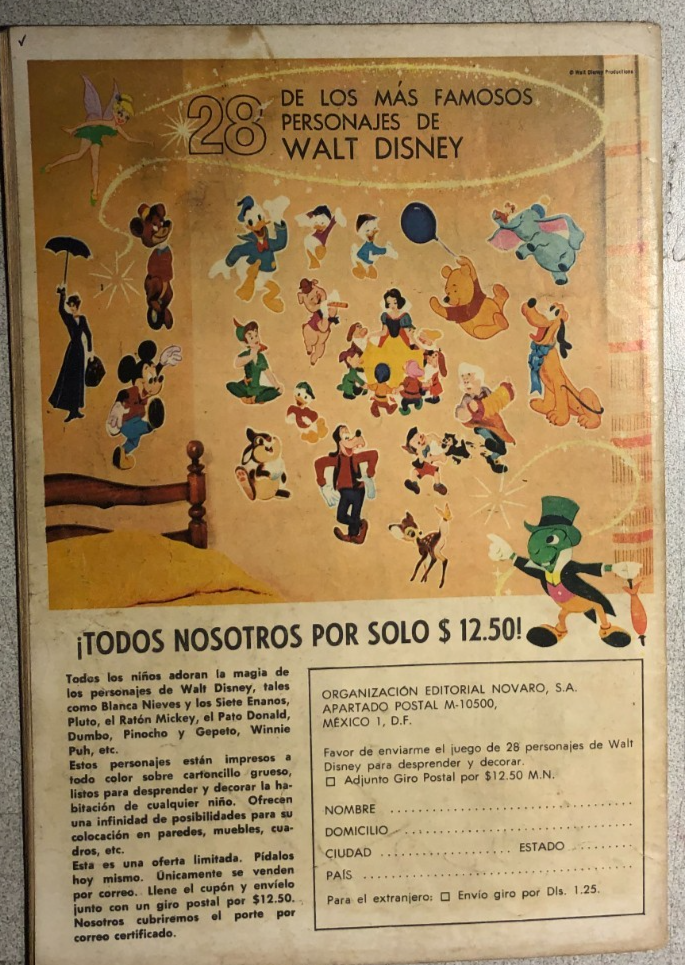 © Walt Disney Productions
28
DE LOS MÁS FAMOSOS
PERSONAJES DE
WALT DISNEY
¡TODOS NOSOTROS POR SOLO $ 12.50!
Todos los niños adoran la magia de
los personajes de Walt Disney, tales
como Blanca Nieves y los Siete Enanos,
Pluto, el Ratón Mickey, el Pato Donald,
Dumbo, Pinocho y Gepeto, Winnie
Puh, etc.
Estos personajes están impresos a
todo color sobre cartoncillo grueso,
listos para desprender y decorar la ha-
bitación de cualquier niño. Ofrecen
una infinidad de posibilidades para su
colocación en paredes, muebles, cua-
dros, etc.
Esta es una oferta limitada. Pídalos
hoy mismo. Únicamente se venden
por correo. Llene el cupón y envíelo
junto con un giro postal por $12.50.
Nosotros cubriremos el porte por
correo certificado.
ORGANIZACIÓN EDITORIAL NOVARO, S.A.
APARTADO POSTAL M-10500,
MÉXICO 1, D.F.
Favor de enviarme el juego de 28 personajes de Walt
Disney para desprender y decorar.
☐ Adjunto Giro Postal por $12.50 M.N.
NOMBRE
DOMICILIO
CIUDAD ESTADO
PAÍS
Para el extranjero: ☐ Envío giro por Dls. 1.25.